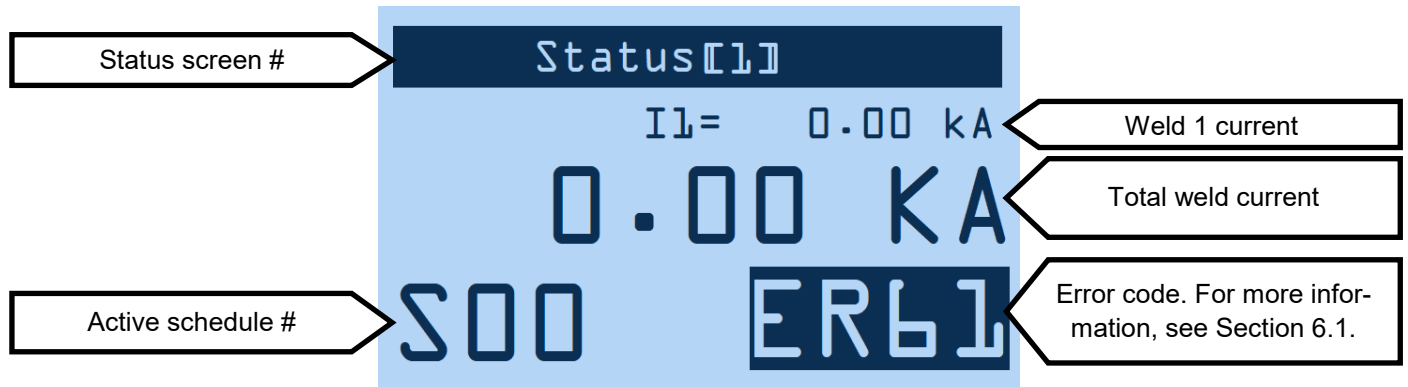 Status screen #
Status[1]
I1= 0.00 kA
Weld 1 current
0.00 KA
Total weld current
Active schedule #
S00
ER61
Error code. For more infor-
mation, see Section 6.1.